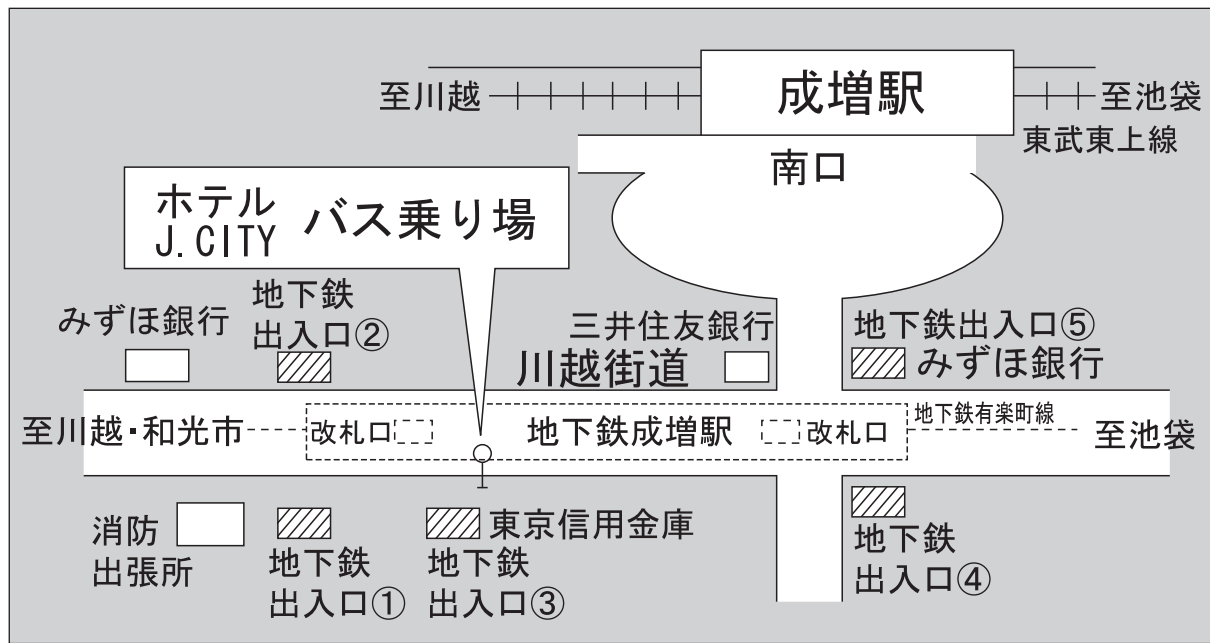 至川越
成増駅
至池袋
東武東上線
南口
ホテル
J.CITY
バス乗り場
みずほ銀行
地下鉄
出入口②
三井住友銀行
川越街道
地下鉄出入口⑤
みずほ銀行
至川越・和光市
改札口
地下鉄成増駅
改札口
地下鉄有楽町線
至池袋
消防
出張所
地下鉄
出入口①
東京信用金庫
地下鉄
出入口③
地下鉄
出入口④